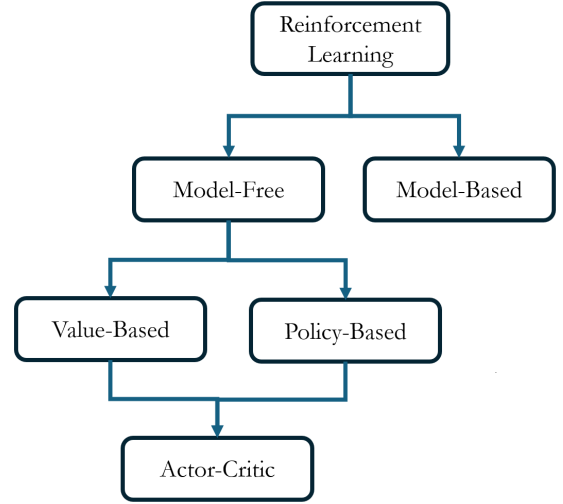 Reinforcement
Learning
Model-Free
Model-Based
Value-Based
Policy-Based
Actor-Critic